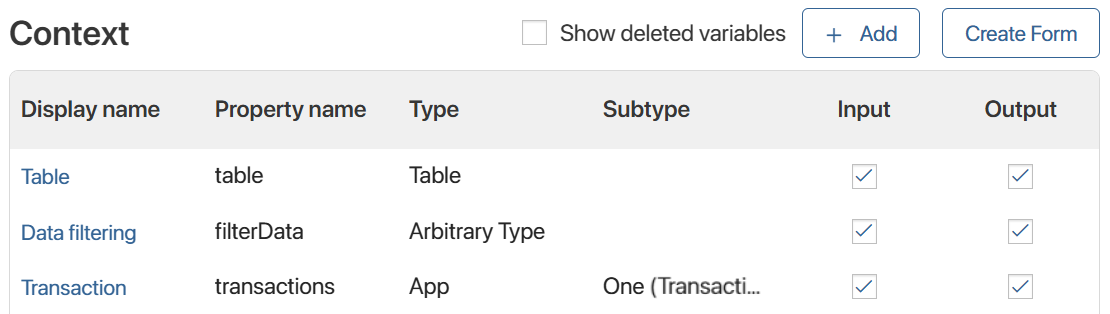 Context Show deleted variables + Add Create Form
Display name Property name Type Subtype Input Output
Table table Table
Data filtering filterData Arbitrary Type
Transaction transactions App One (Transacti...